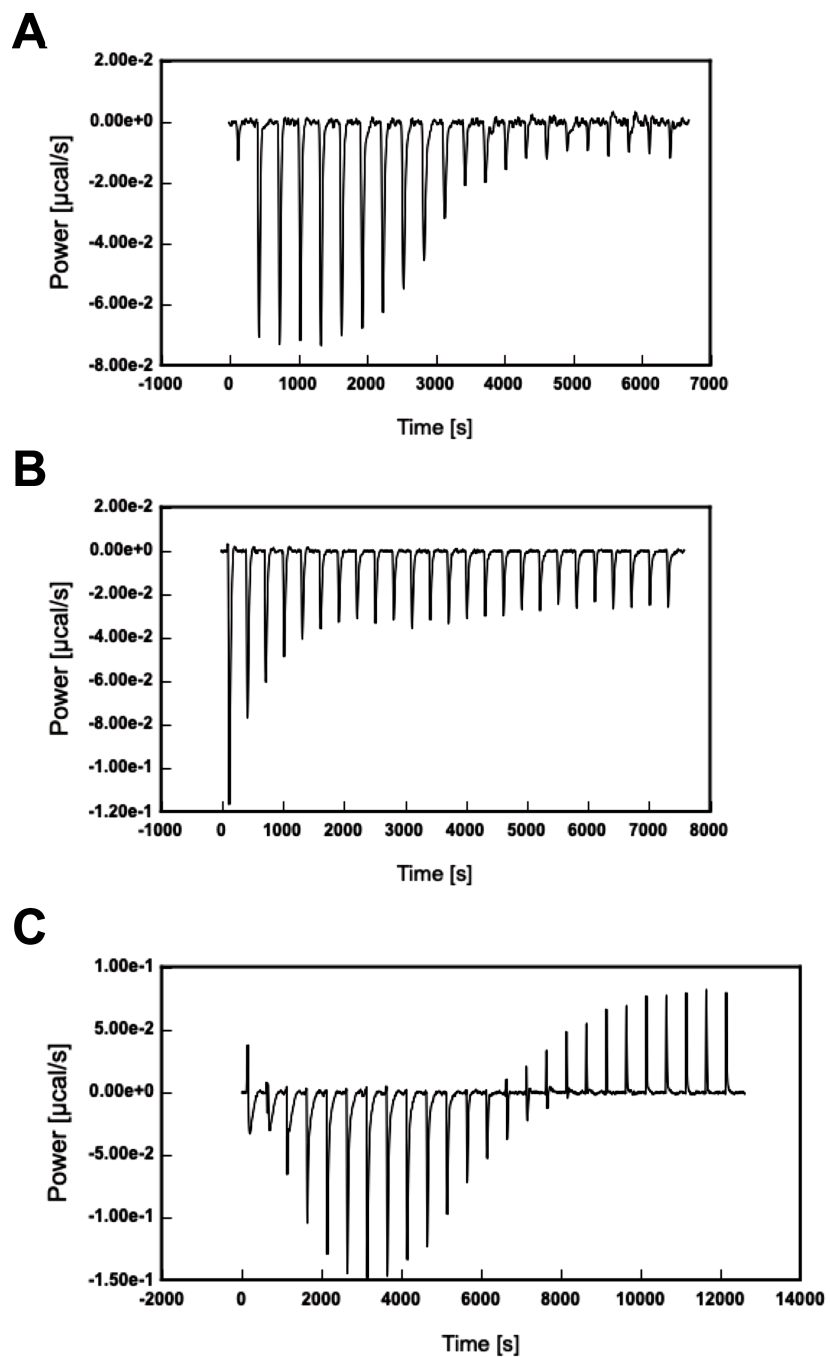 A
2.00e-2
0.00e+0
-2.00e-2
-4.00e-2
-6.00e-2
-8.00e-2
Power [µcal/s]
-1000 0 1000 2000 3000 4000 5000 6000 7000
Time [s]
B
2.00e-2
0.00e+0
-2.00e-2
-4.00e-2
-6.00e-2
-8.00e-2
-1.00e-1
-1.20e-1
Power [µcal/s]
-1000 0 1000 2000 3000 4000 5000 6000 7000 8000
Time [s]
C
1.00e-1
5.00e-2
0.00e+0
-5.00e-2
-1.00e-1
-1.50e-1
Power [µcal/s]
-2000 0 2000 4000 6000 8000 10000 12000 14000
Time [s]